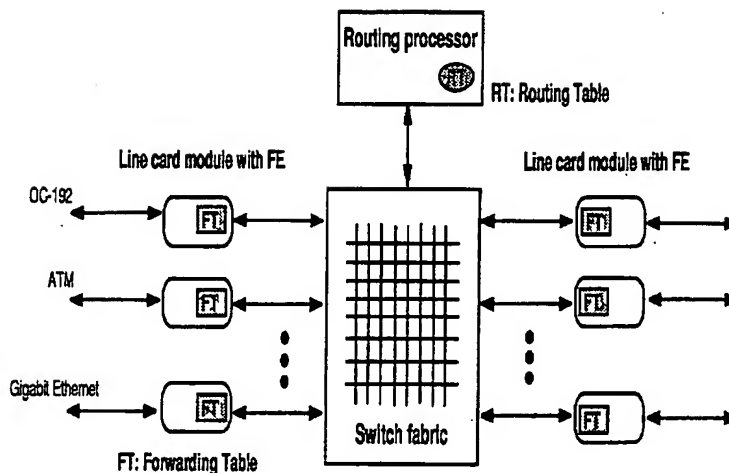 Routing processor
RT
RT: Routing Table
Line card module with FE
Line card module with FE
OC-192
FT
FT
ATM
FT
Gigabit Ethernet
FT
FT
Switch fabric
FT: Forwarding Table